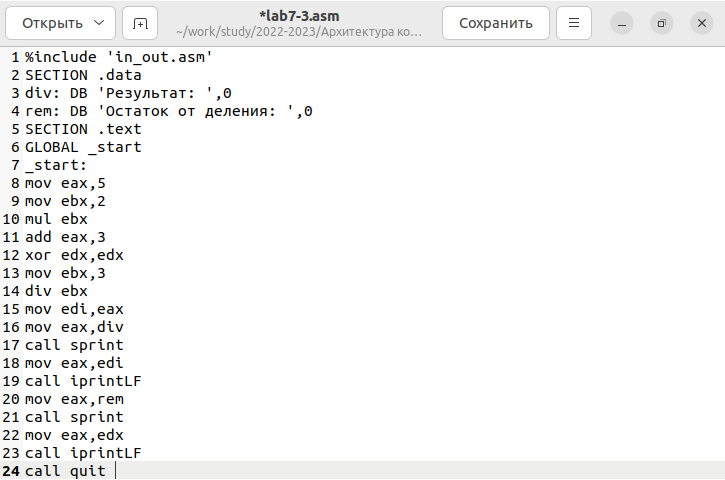 Открыть
*lab7-3.asm
~/work/study/2022-2023/Архитектура ко…
Сохранить
1 %include 'in_out.asm'
2 SECTION .data
3 div: DB 'Результат: ',0
4 rem: DB 'Остаток от деления: ',0
5 SECTION .text
6 GLOBAL _start
7 _start:
8 mov eax,5
9 mov ebx,2
10 mul ebx
11 add eax,3
12 xor edx,edx
13 mov ebx,3
14 div ebx
15 mov edi,eax
16 mov eax,div
17 call sprint
18 mov eax,edi
19 call iprintLF
20 mov eax,rem
21 call sprint
22 mov eax,edx
23 call iprintLF
24 call quit